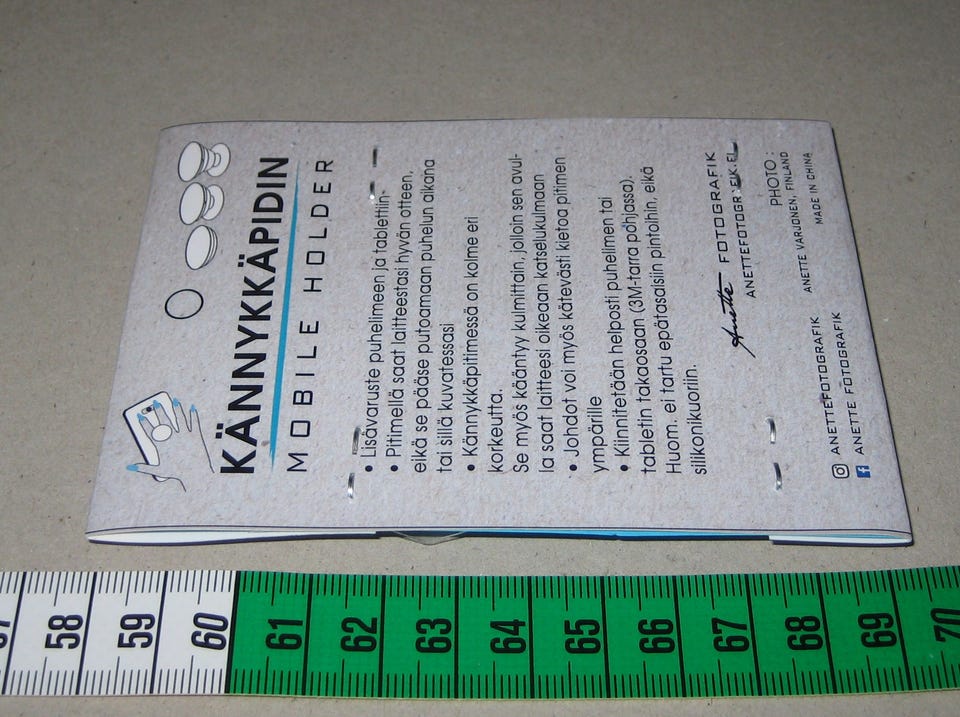 KÄNNYKKÄPIDIN
MOBILE HOLDER
• Lisävaruste puhelimeen ja tablettiin
• Pitimellä saat laitteestasi hyvän otteen,
eikä se pääse putoamaan puhelun aikana
tai sillä kuvatessasi
• Kännykkäpitimessä on kolme eri
korkeutta.
Se myös kääntyy kulmittain, jolloin sen avul-
la saat laitteesi oikeaan katselukulmaan
• Johdot voi myös kätevästi kietoa pitimen
ympärille
• Kiinnitetään helposti puhelimen tai
tabletin takaosaan (3M-tarra pohjassa).
Huom. ei tartu epätasaisiin pintoihin, eikä
silikonikuoriin.
Anette FOTOGRAFIK
ANETTEFOTOGRAFIK.FI
PHOTO:
ANETTE VARJONEN, FINLAND
MADE IN CHINA
ANETTEFOTOGRAFIK
ANETTE FOTOGRAFIK
58 59 60 61 62 63 64 65 66 67 68 69 70